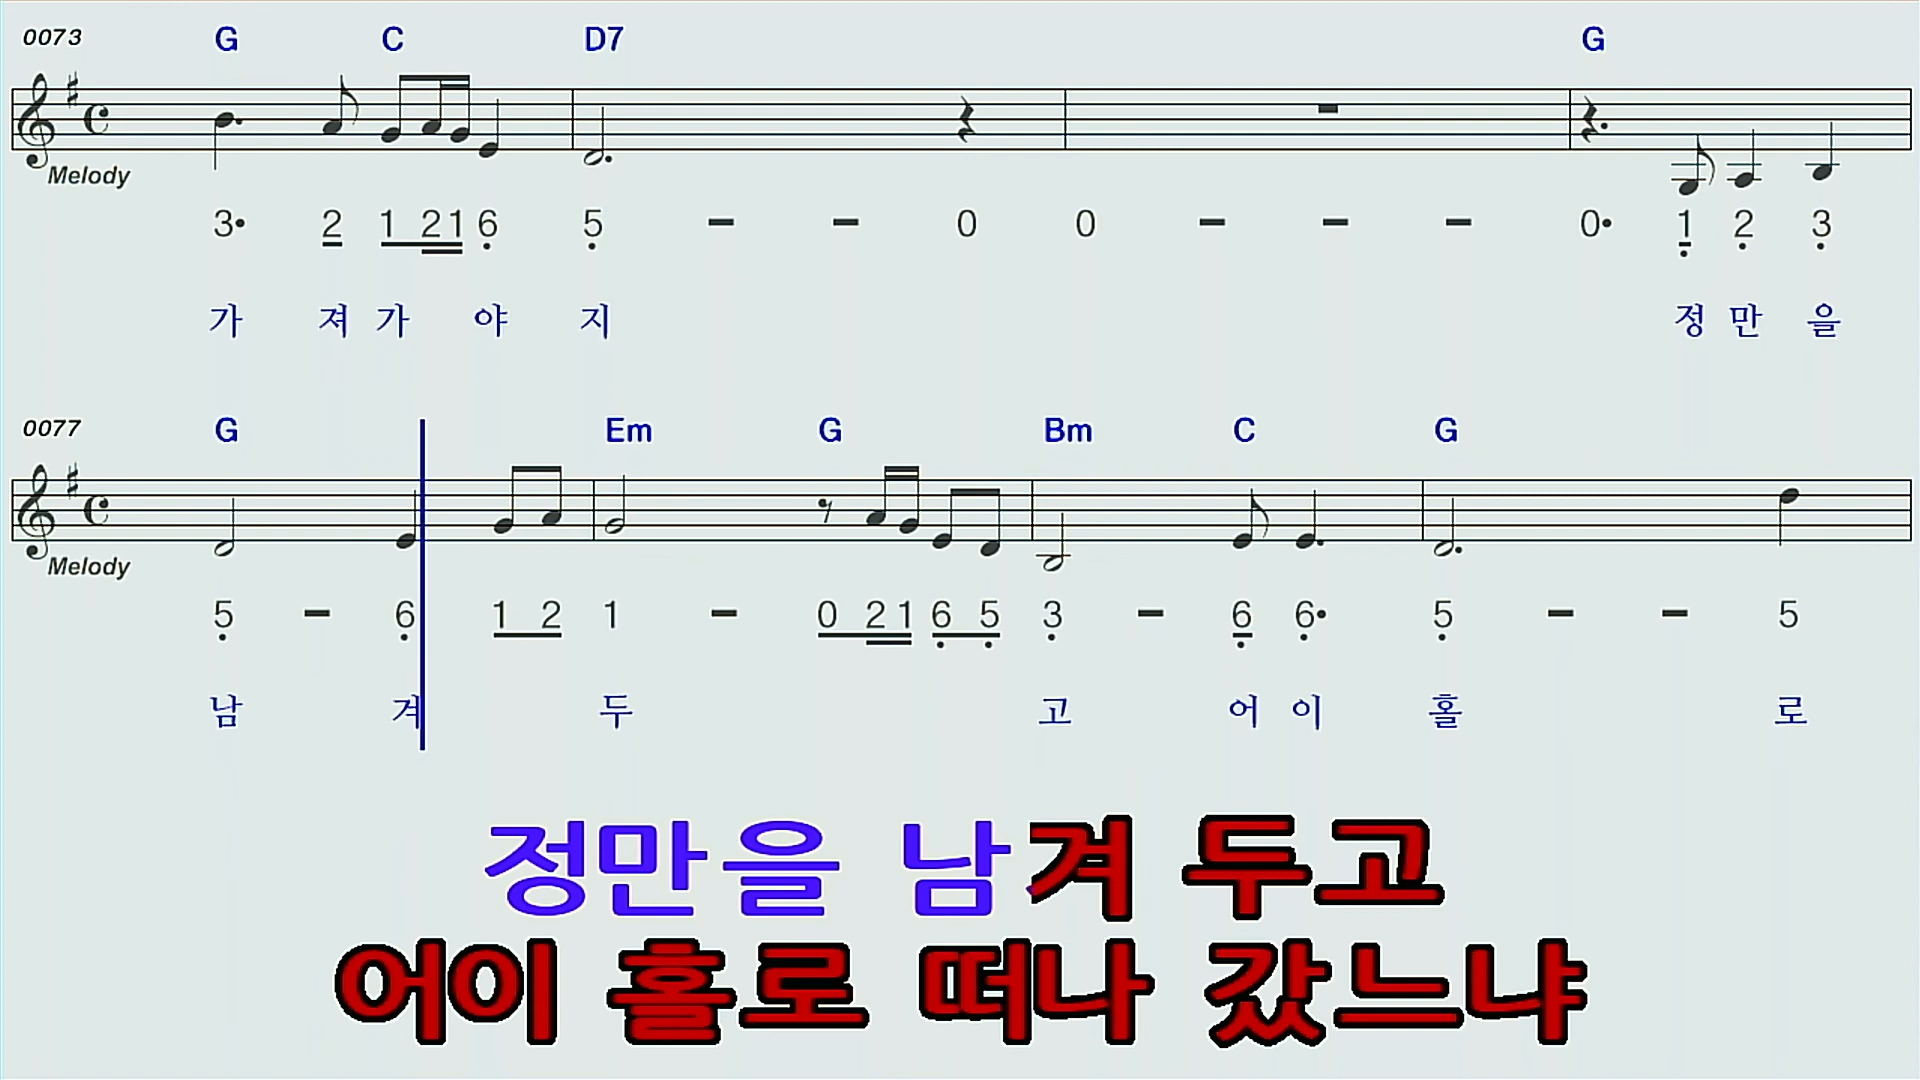 0073 G C D7 G
Melody
3· 2 1 2 1 6 5 - - 0 0 - - - 0· 1 2 3
가 져 가 야 지 정 만 을
0077 G Em G Bm C G
Melody
5 - 6 1 2 1 - 0 2 1 6 5 3 - 6 6· 5 - - 5
남 겨 두 고 어 이 홀 로
정만을 남겨 두고
어이 홀로 떠나 갔느냐